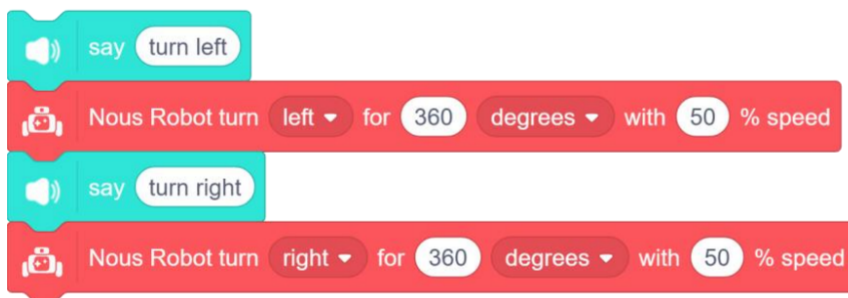 say turn left
Nous Robot turn left for 360 degrees with 50 % speed
say turn right
Nous Robot turn right for 360 degrees with 50 % speed